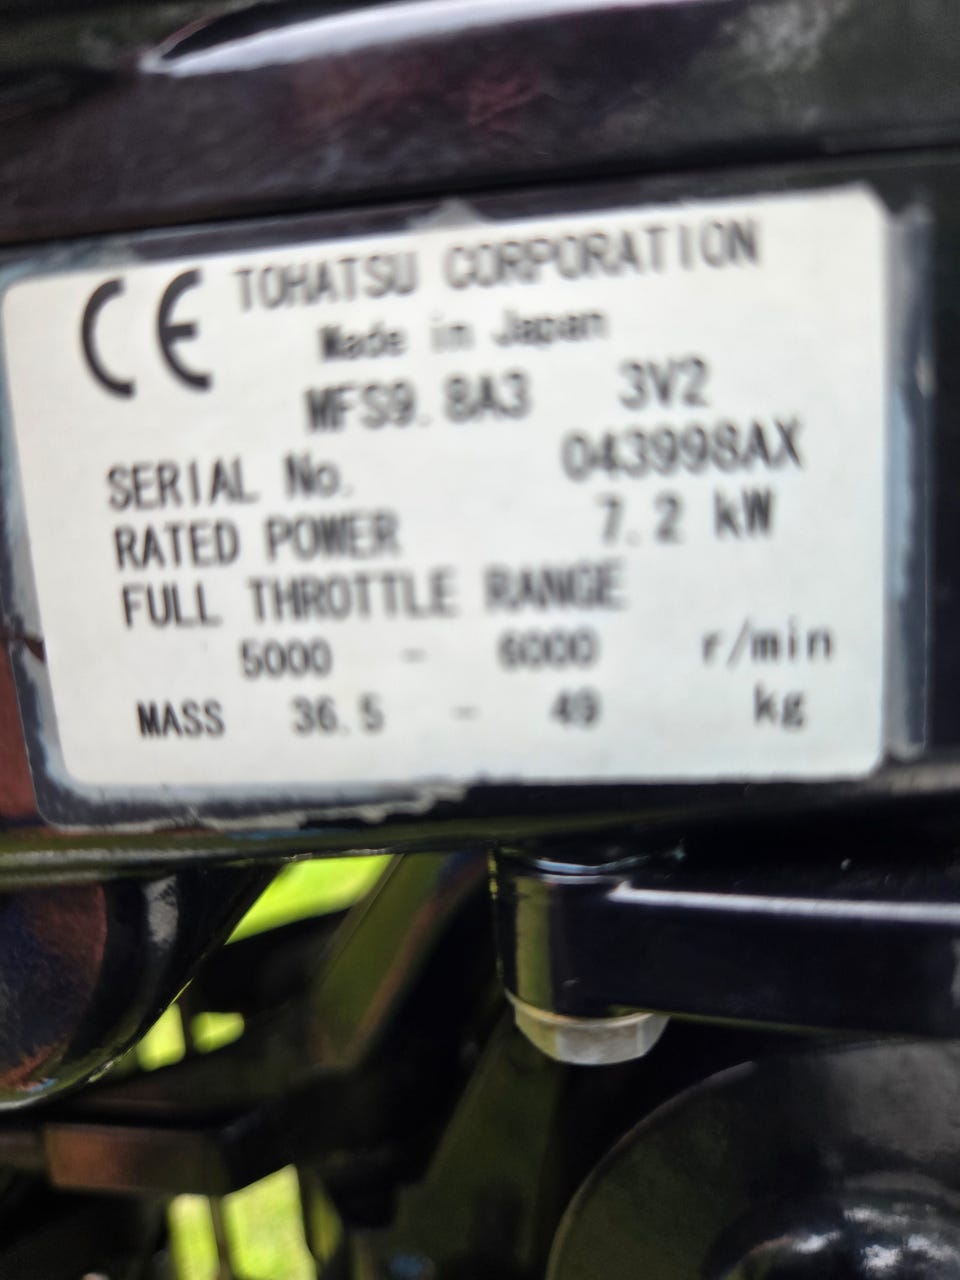 CE TOHATSU CORPORATION
Made in Japan
MFS9.8A3 3V2
SERIAL No. 043998AX
RATED POWER 7.2 kW
FULL THROTTLE RANGE
5000 - 6000 r/min
MASS 36.5 - 49 kg